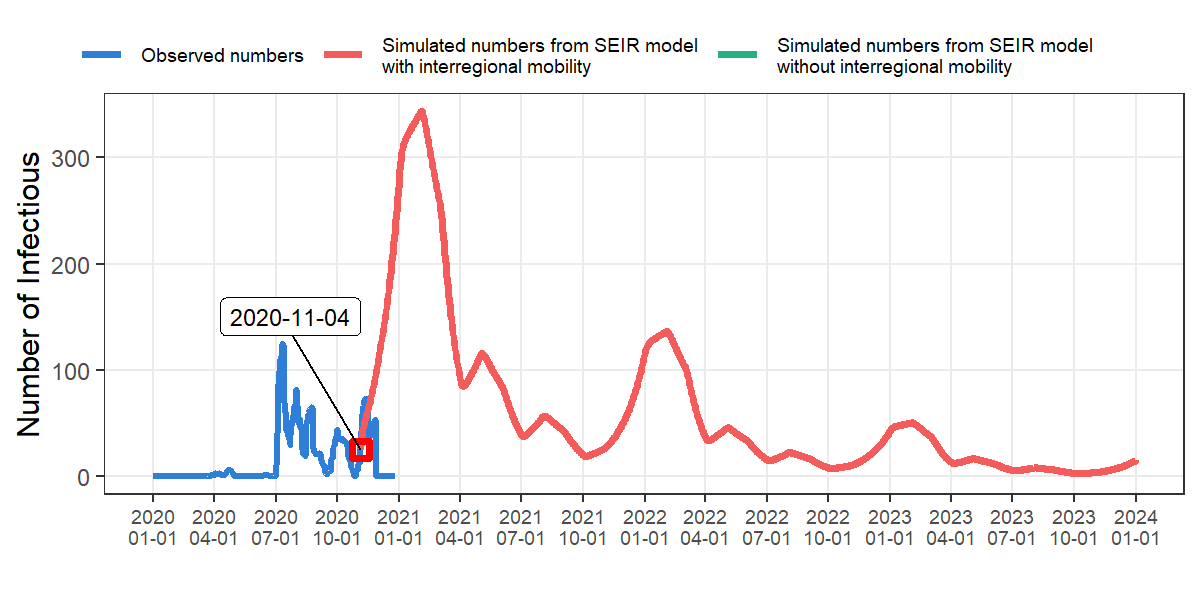 Observed numbers
Simulated numbers from SEIR model
with interregional mobility
Simulated numbers from SEIR model
without interregional mobility
Number of Infectious
300
200
100
0
2020-11-04
2020 2020 2020 2020 2021 2021 2021 2021 2022 2022 2022 2022 2023 2023 2023 2023 2024
01-01 04-01 07-01 10-01 01-01 04-01 07-01 10-01 01-01 04-01 07-01 10-01 01-01 04-01 07-01 10-01 01-01